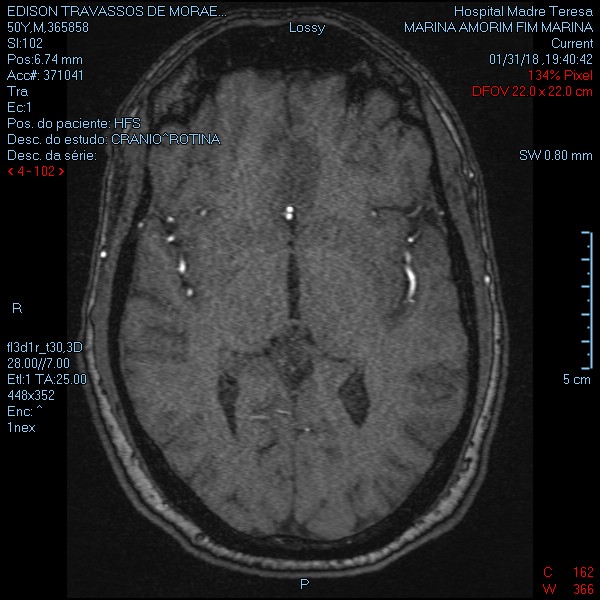 EDISON TRAVASSOS DE MORAE...
50Y,M,365858
Sl:102
Pos:6.74 mm
Acc#: 371041
Tra
Ec:1
Pos. do paciente: HFS
Desc. do estudo: CRANIO^ROTINA
Desc. da série:
< 4 - 102 >
Lossy
Hospital Madre Teresa
MARINA AMORIM FIM MARINA
Current
01/31/18 ,19:40:42
134% Pixel
DFOV 22.0 x 22.0 cm
SW 0.80 mm
R
fl3d1r_t30,3D
28.00//7.00
Etl:1 TA:25.00
448x352
Enc: ^
1nex
5 cm
P
C 162
W 366